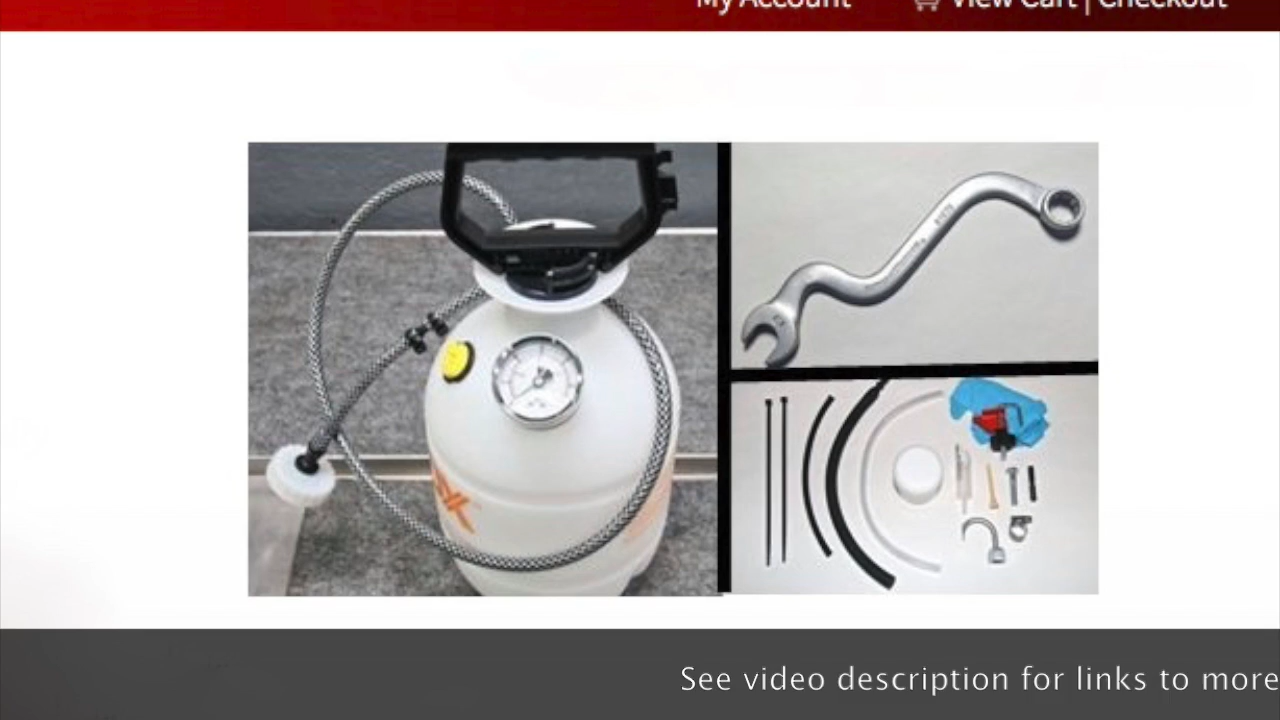 My Account
View Cart | Checkout
See video description for links to more